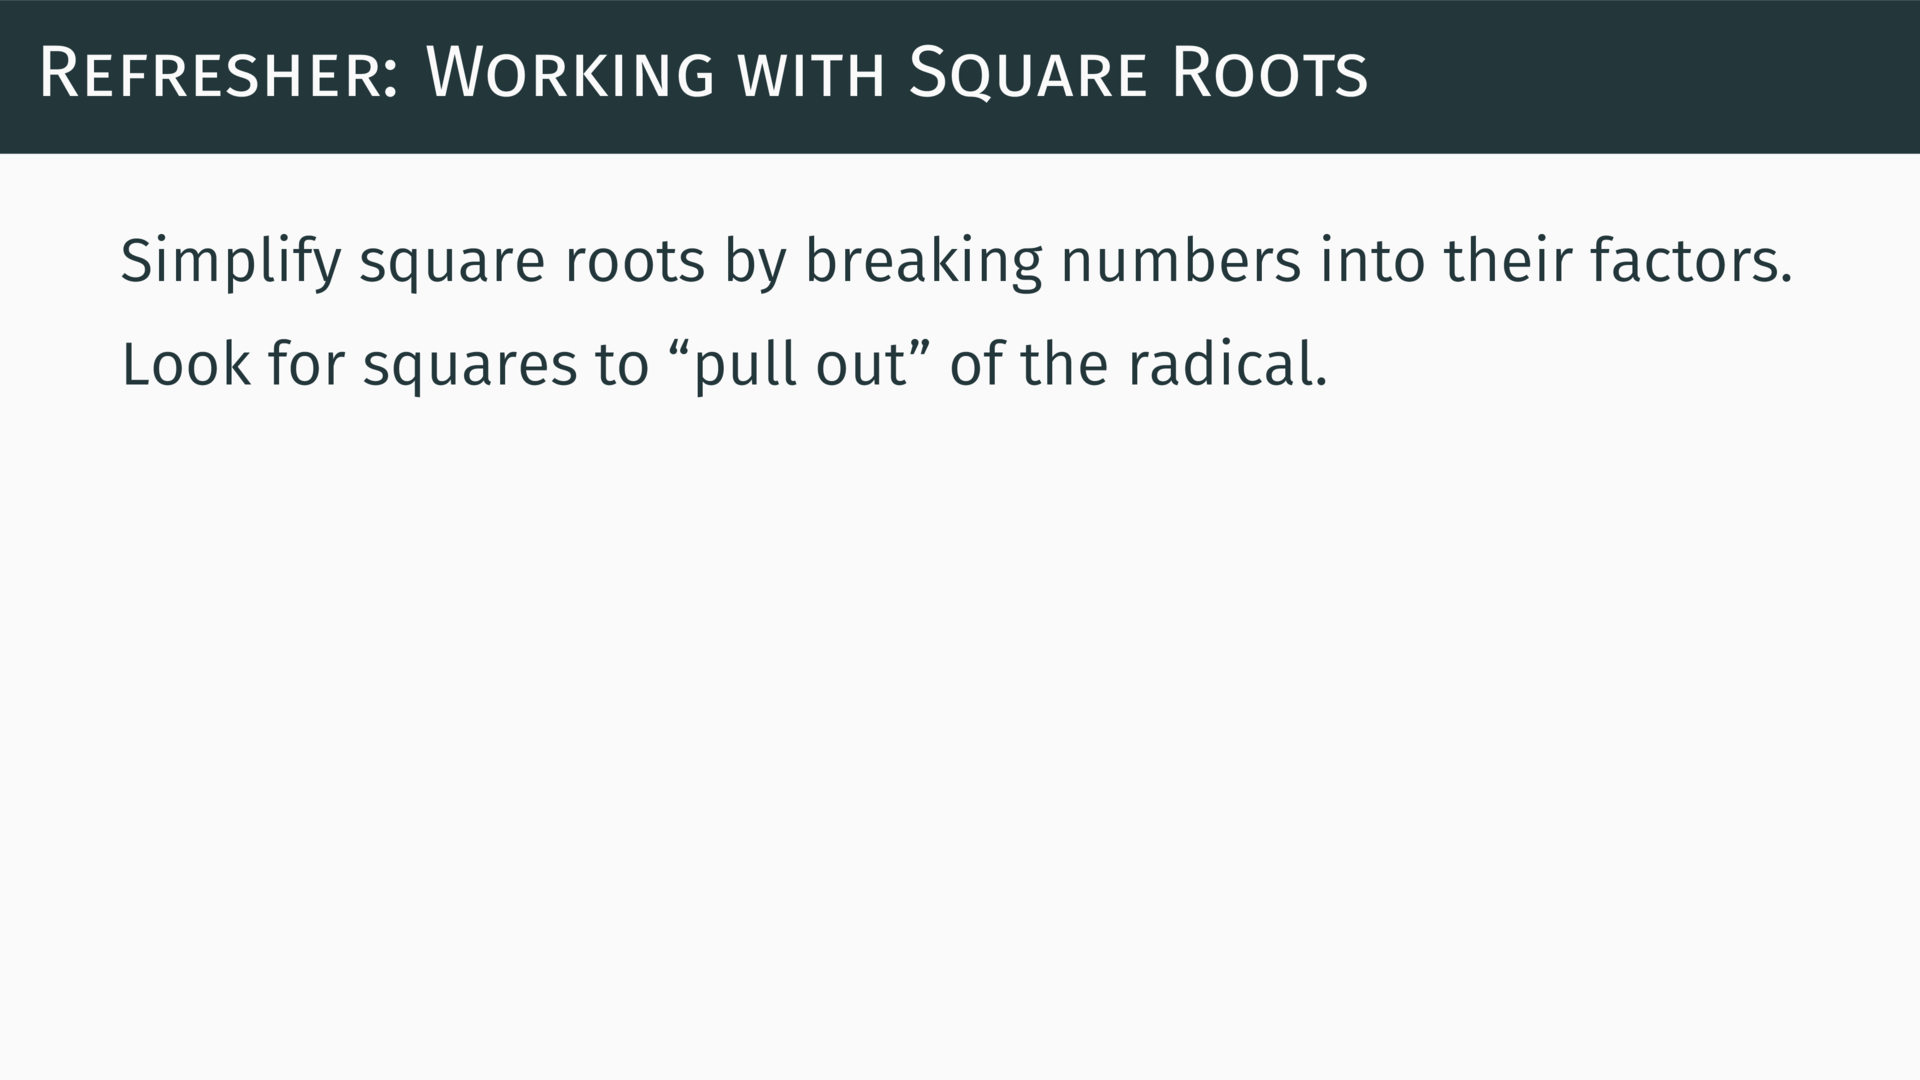 Refresher: Working with Square Roots
Simplify square roots by breaking numbers into their factors.
Look for squares to “pull out” of the radical.